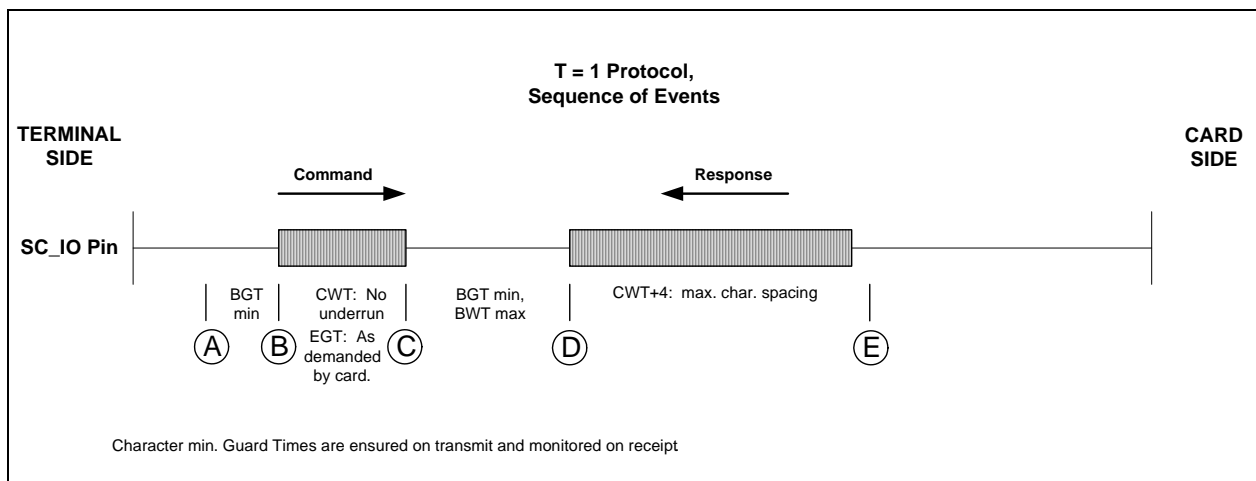 T = 1 Protocol,
Sequence of Events
TERMINAL
SIDE
CARD
SIDE
Command
Response
SC_IO Pin
BGT
min
CWT: No
underrun
EGT: As
demanded
by card.
BGT min,
BWT max
CWT+4: max. char. spacing
A
B
C
D
E
Character min. Guard Times are ensured on transmit and monitored on receipt